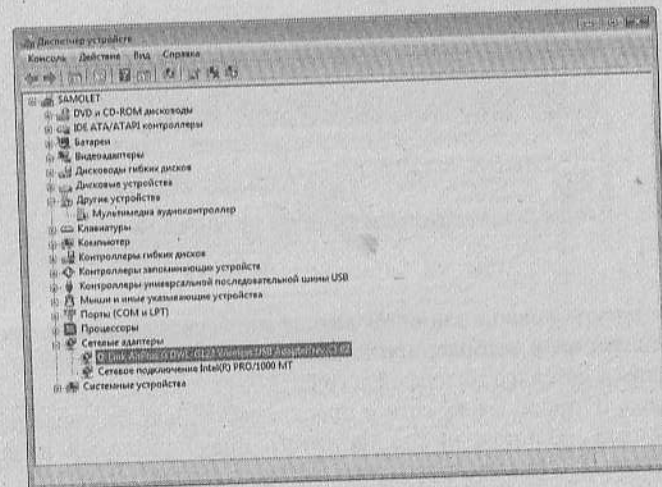 Диспетчер устройств
Консоль Действие Вид Справка
SAMOLET
DVD и CD-ROM дисководы
IDE ATA/ATAPI контроллеры
Батареи
Видеоадаптеры
Дисководы гибких дисков
Дисковые устройства
Другие устройства
Мультимедиа аудиоконтроллер
Клавиатуры
Компьютер
Контроллеры гибких дисков
Контроллеры запоминающих устройств
Контроллеры универсальной последовательной шины USB
Мыши и иные указывающие устройства
Порты (COM и LPT)
Процессоры
Сетевые адаптеры
D-Link AirPlus G DWL-G122 Wireless USB Adapter
Сетевое подключение Intel(R) PRO/1000 MT
Системные устройства